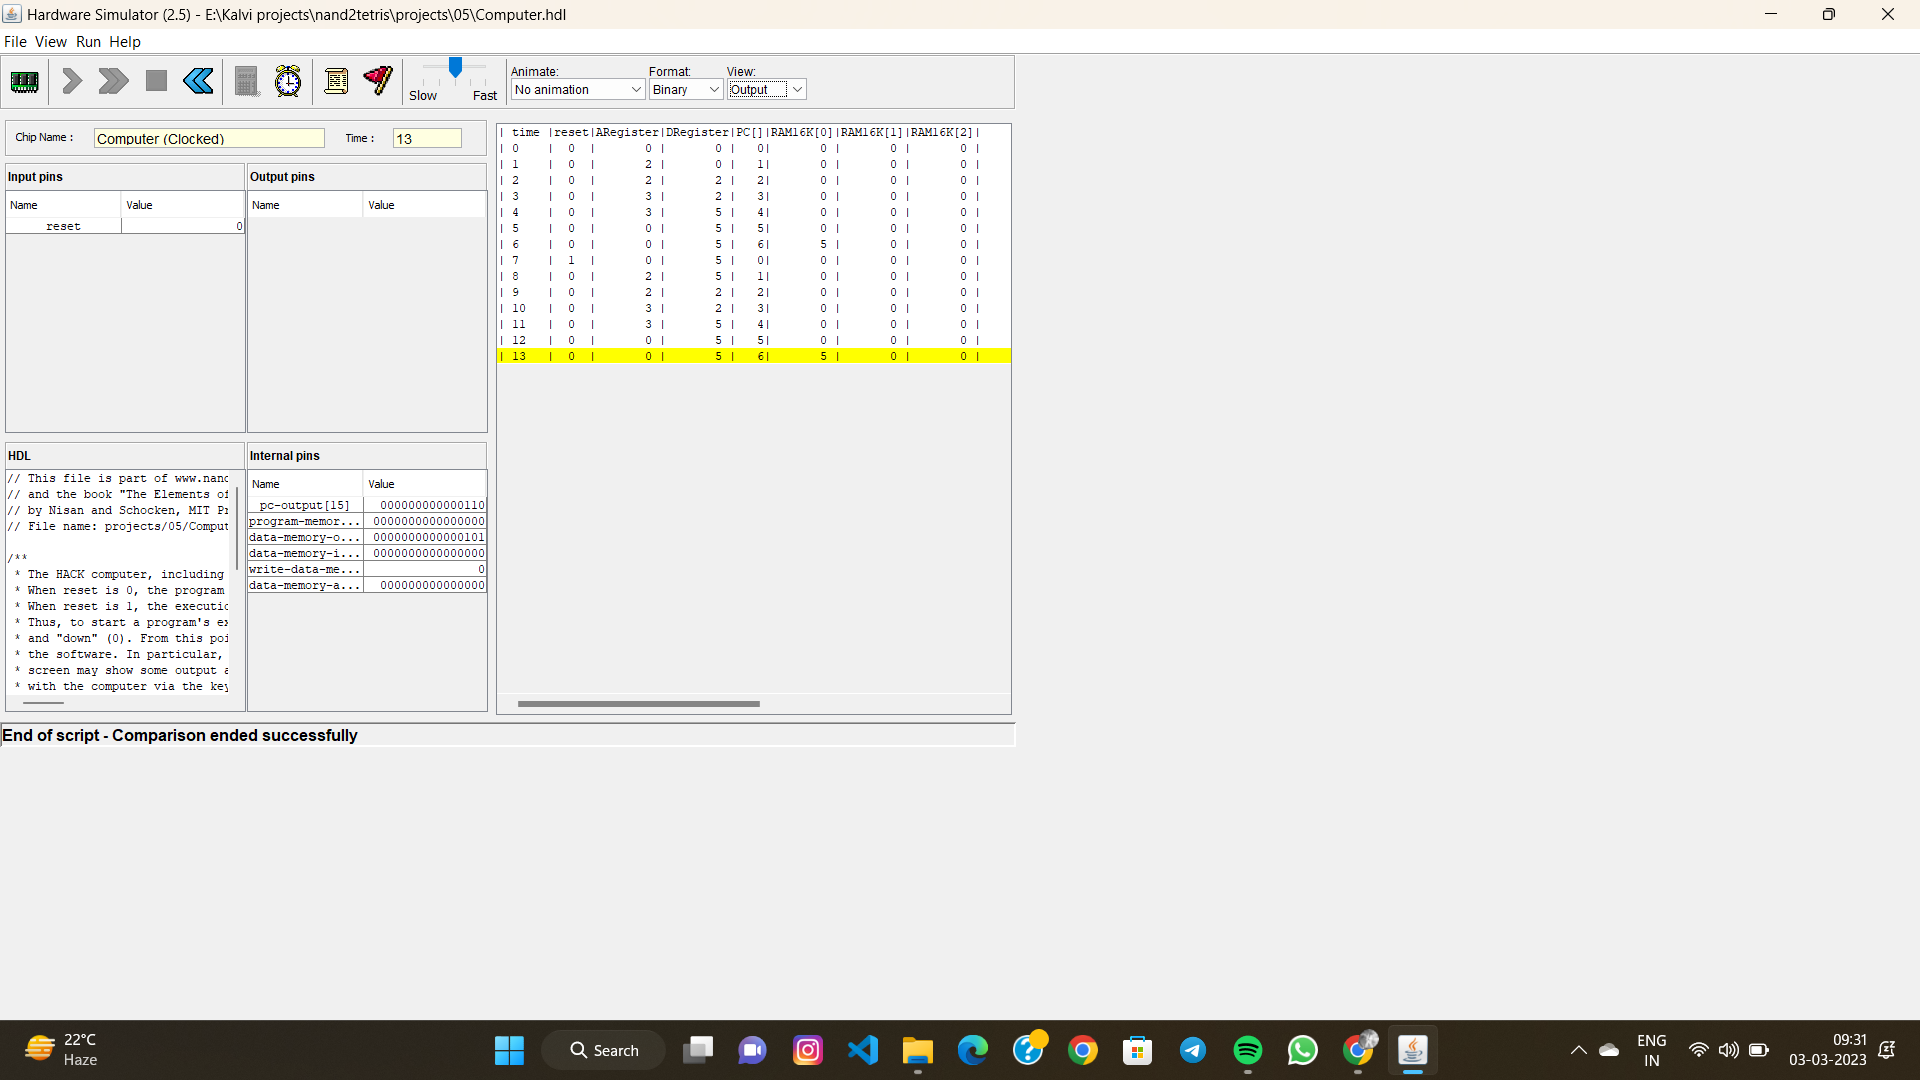 Hardware Simulator (2.5) - E:\Kalvi projects\nand2tetris\projects\05\Computer.hdl
File View Run Help
Slow Fast
Animate: Format: View:
No animation Binary Output
Chip Name : Computer (Clocked) Time : 13
Input pins Output pins
Name Value Name Value
reset 0
| time |reset|ARegister|DRegister|PC[]|RAM16K[0]|RAM16K[1]|RAM16K[2]|
| 0 | 0 | 0 | 0 | 0| 0 | 0 | 0 |
| 1 | 0 | 2 | 0 | 1| 0 | 0 | 0 |
| 2 | 0 | 2 | 2 | 2| 0 | 0 | 0 |
| 3 | 0 | 3 | 2 | 3| 0 | 0 | 0 |
| 4 | 0 | 3 | 5 | 4| 0 | 0 | 0 |
| 5 | 0 | 0 | 5 | 5| 0 | 0 | 0 |
| 6 | 0 | 0 | 5 | 6| 5 | 0 | 0 |
| 7 | 1 | 0 | 5 | 0| 0 | 0 | 0 |
| 8 | 0 | 2 | 5 | 1| 0 | 0 | 0 |
| 9 | 0 | 2 | 2 | 2| 0 | 0 | 0 |
| 10 | 0 | 3 | 2 | 3| 0 | 0 | 0 |
| 11 | 0 | 3 | 5 | 4| 0 | 0 | 0 |
| 12 | 0 | 0 | 5 | 5| 0 | 0 | 0 |
| 13 | 0 | 0 | 5 | 6| 5 | 0 | 0 |
HDL
// This file is part of www.nand
// and the book "The Elements of
// by Nisan and Schocken, MIT Pr
// File name: projects/05/Comput
/**
* The HACK computer, including
* When reset is 0, the program
* When reset is 1, the executio
* Thus, to start a program's ex
* and "down" (0). From this poi
* the software. In particular,
* screen may show some output a
* with the computer via the key
Internal pins
Name Value
pc-output[15] 000000000000110
program-memor... 0000000000000000
data-memory-o... 0000000000000101
data-memory-i... 0000000000000000
write-data-me... 0
data-memory-a... 000000000000000
End of script - Comparison ended successfully
22°C
Haze
Search
ENG
IN
09:31
03-03-2023